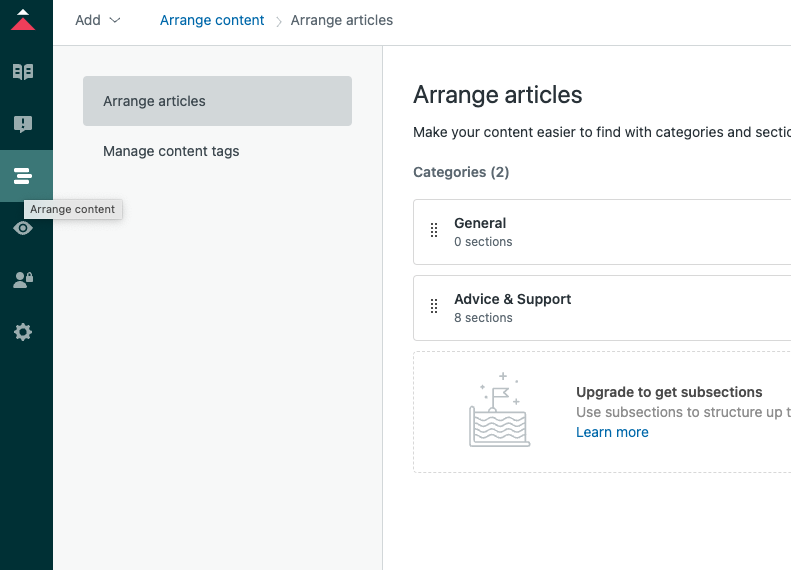 Add
Arrange content
Arrange articles
Arrange articles
Manage content tags
Arrange content
Arrange articles
Make your content easier to find with categories and
Categories (2)
General
0 sections
Advice & Support
8 sections
Upgrade to get subsections
Use subsections to structure up
Learn more